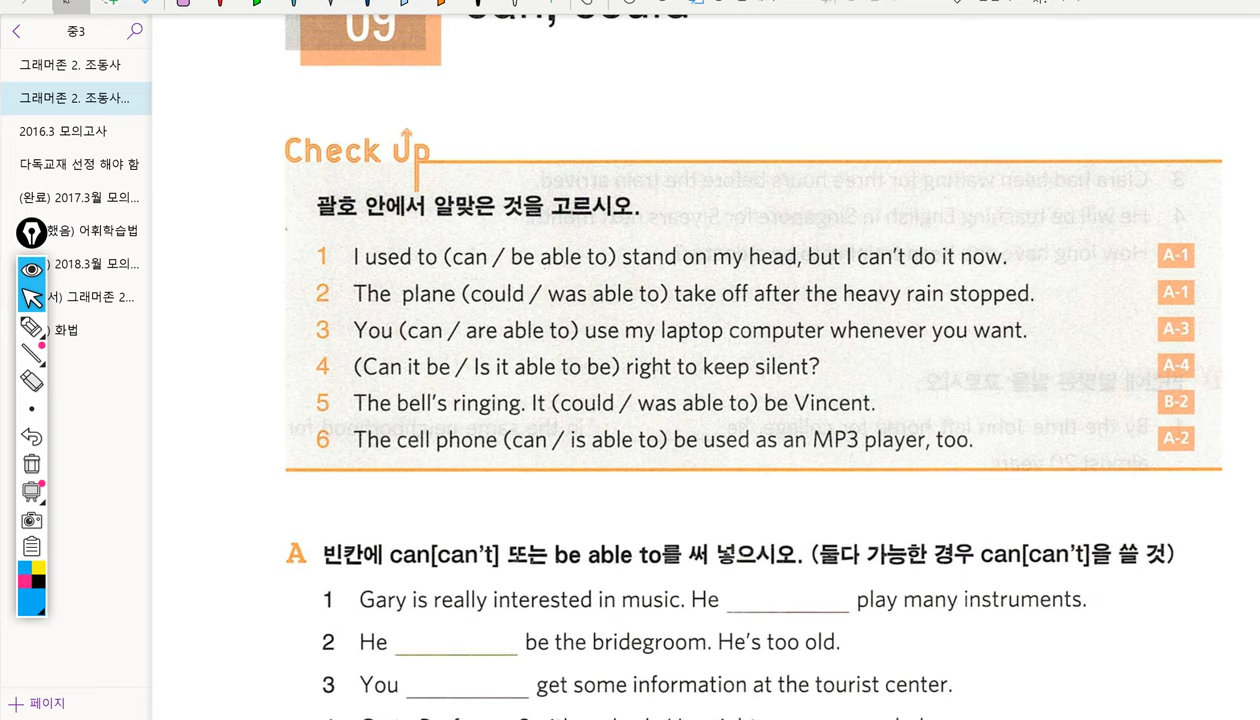 중3
그래머존 2. 조동사
그래머존 2. 조동사...
2016.3 모의고사
다독교재 선정 해야 함
(완료) 2017.3월 모의...
했음) 어휘학습법
) 2018.3월 모의...
서) 그래머존 2...
) 화법
페이지
09
can, could
Check Up
괄호 안에서 알맞은 것을 고르시오.
1 I used to (can / be able to) stand on my head, but I can't do it now. A-1
2 The plane (could / was able to) take off after the heavy rain stopped. A-1
3 You (can / are able to) use my laptop computer whenever you want. A-3
4 (Can it be / Is it able to be) right to keep silent? A-4
5 The bell's ringing. It (could / was able to) be Vincent. B-2
6 The cell phone (can / is able to) be used as an MP3 player, too. A-2
A 빈칸에 can[can't] 또는 be able to를 써 넣으시오. (둘다 가능한 경우 can[can't]을 쓸 것)
1 Gary is really interested in music. He __________ play many instruments.
2 He __________ be the bridegroom. He's too old.
3 You __________ get some information at the tourist center.